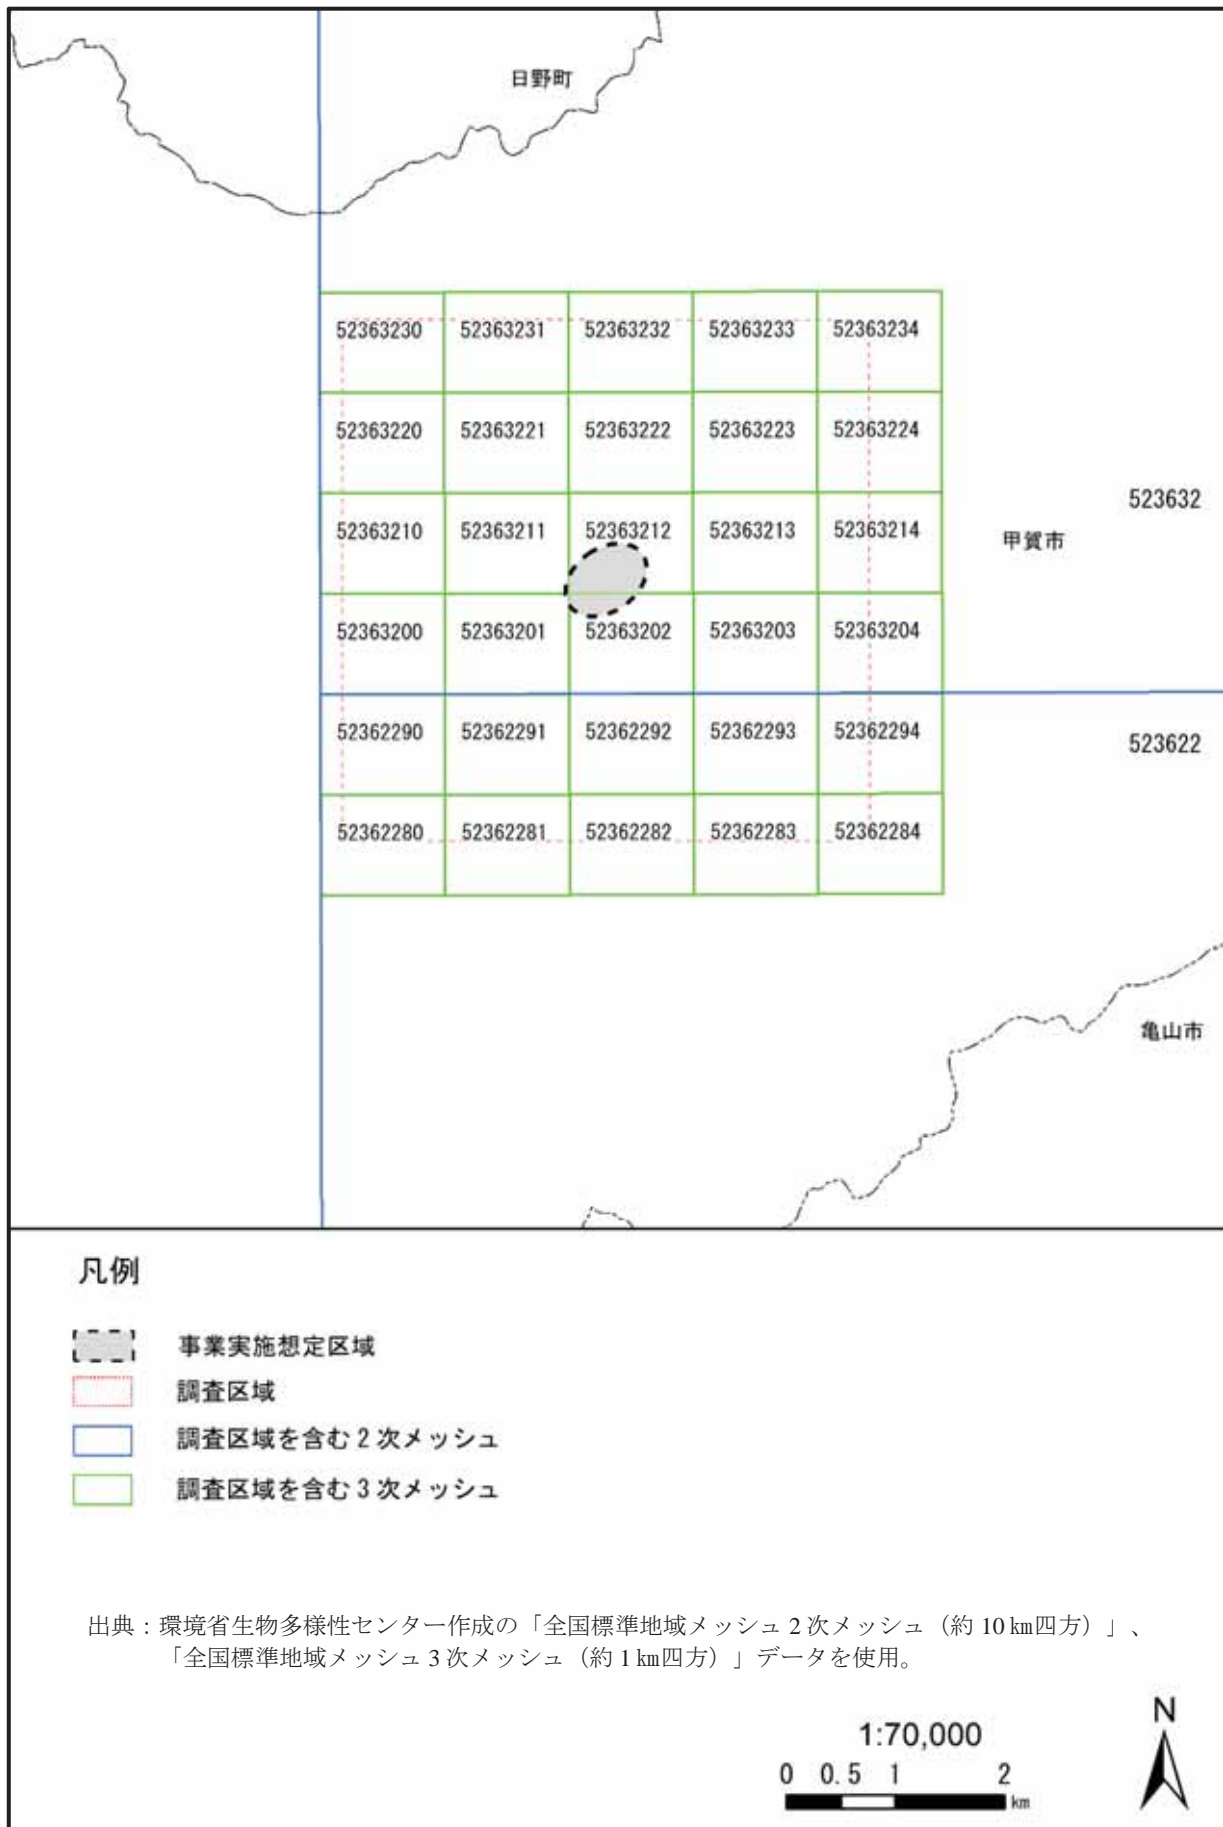 日野町
52363230 52363231 52363232 52363233 52363234
52363220 52363221 52363222 52363223 52363224
523632
52363210 52363211 52363212 52363213 52363214
甲賀市
52363200 52363201 52363202 52363203 52363204
52362290 52362291 52362292 52362293 52362294
523622
52362280 52362281 52362282 52362283 52362284
亀山市
凡例
事業実施想定区域
調査区域
調査区域を含む2次メッシュ
調査区域を含む3次メッシュ
出典：環境省生物多様性センター作成の「全国標準地域メッシュ2次メッシュ（約10㎞四方）」、
「全国標準地域メッシュ3次メッシュ（約1㎞四方）」データを使用。
N
1:70,000
0 0.5 1 2
km